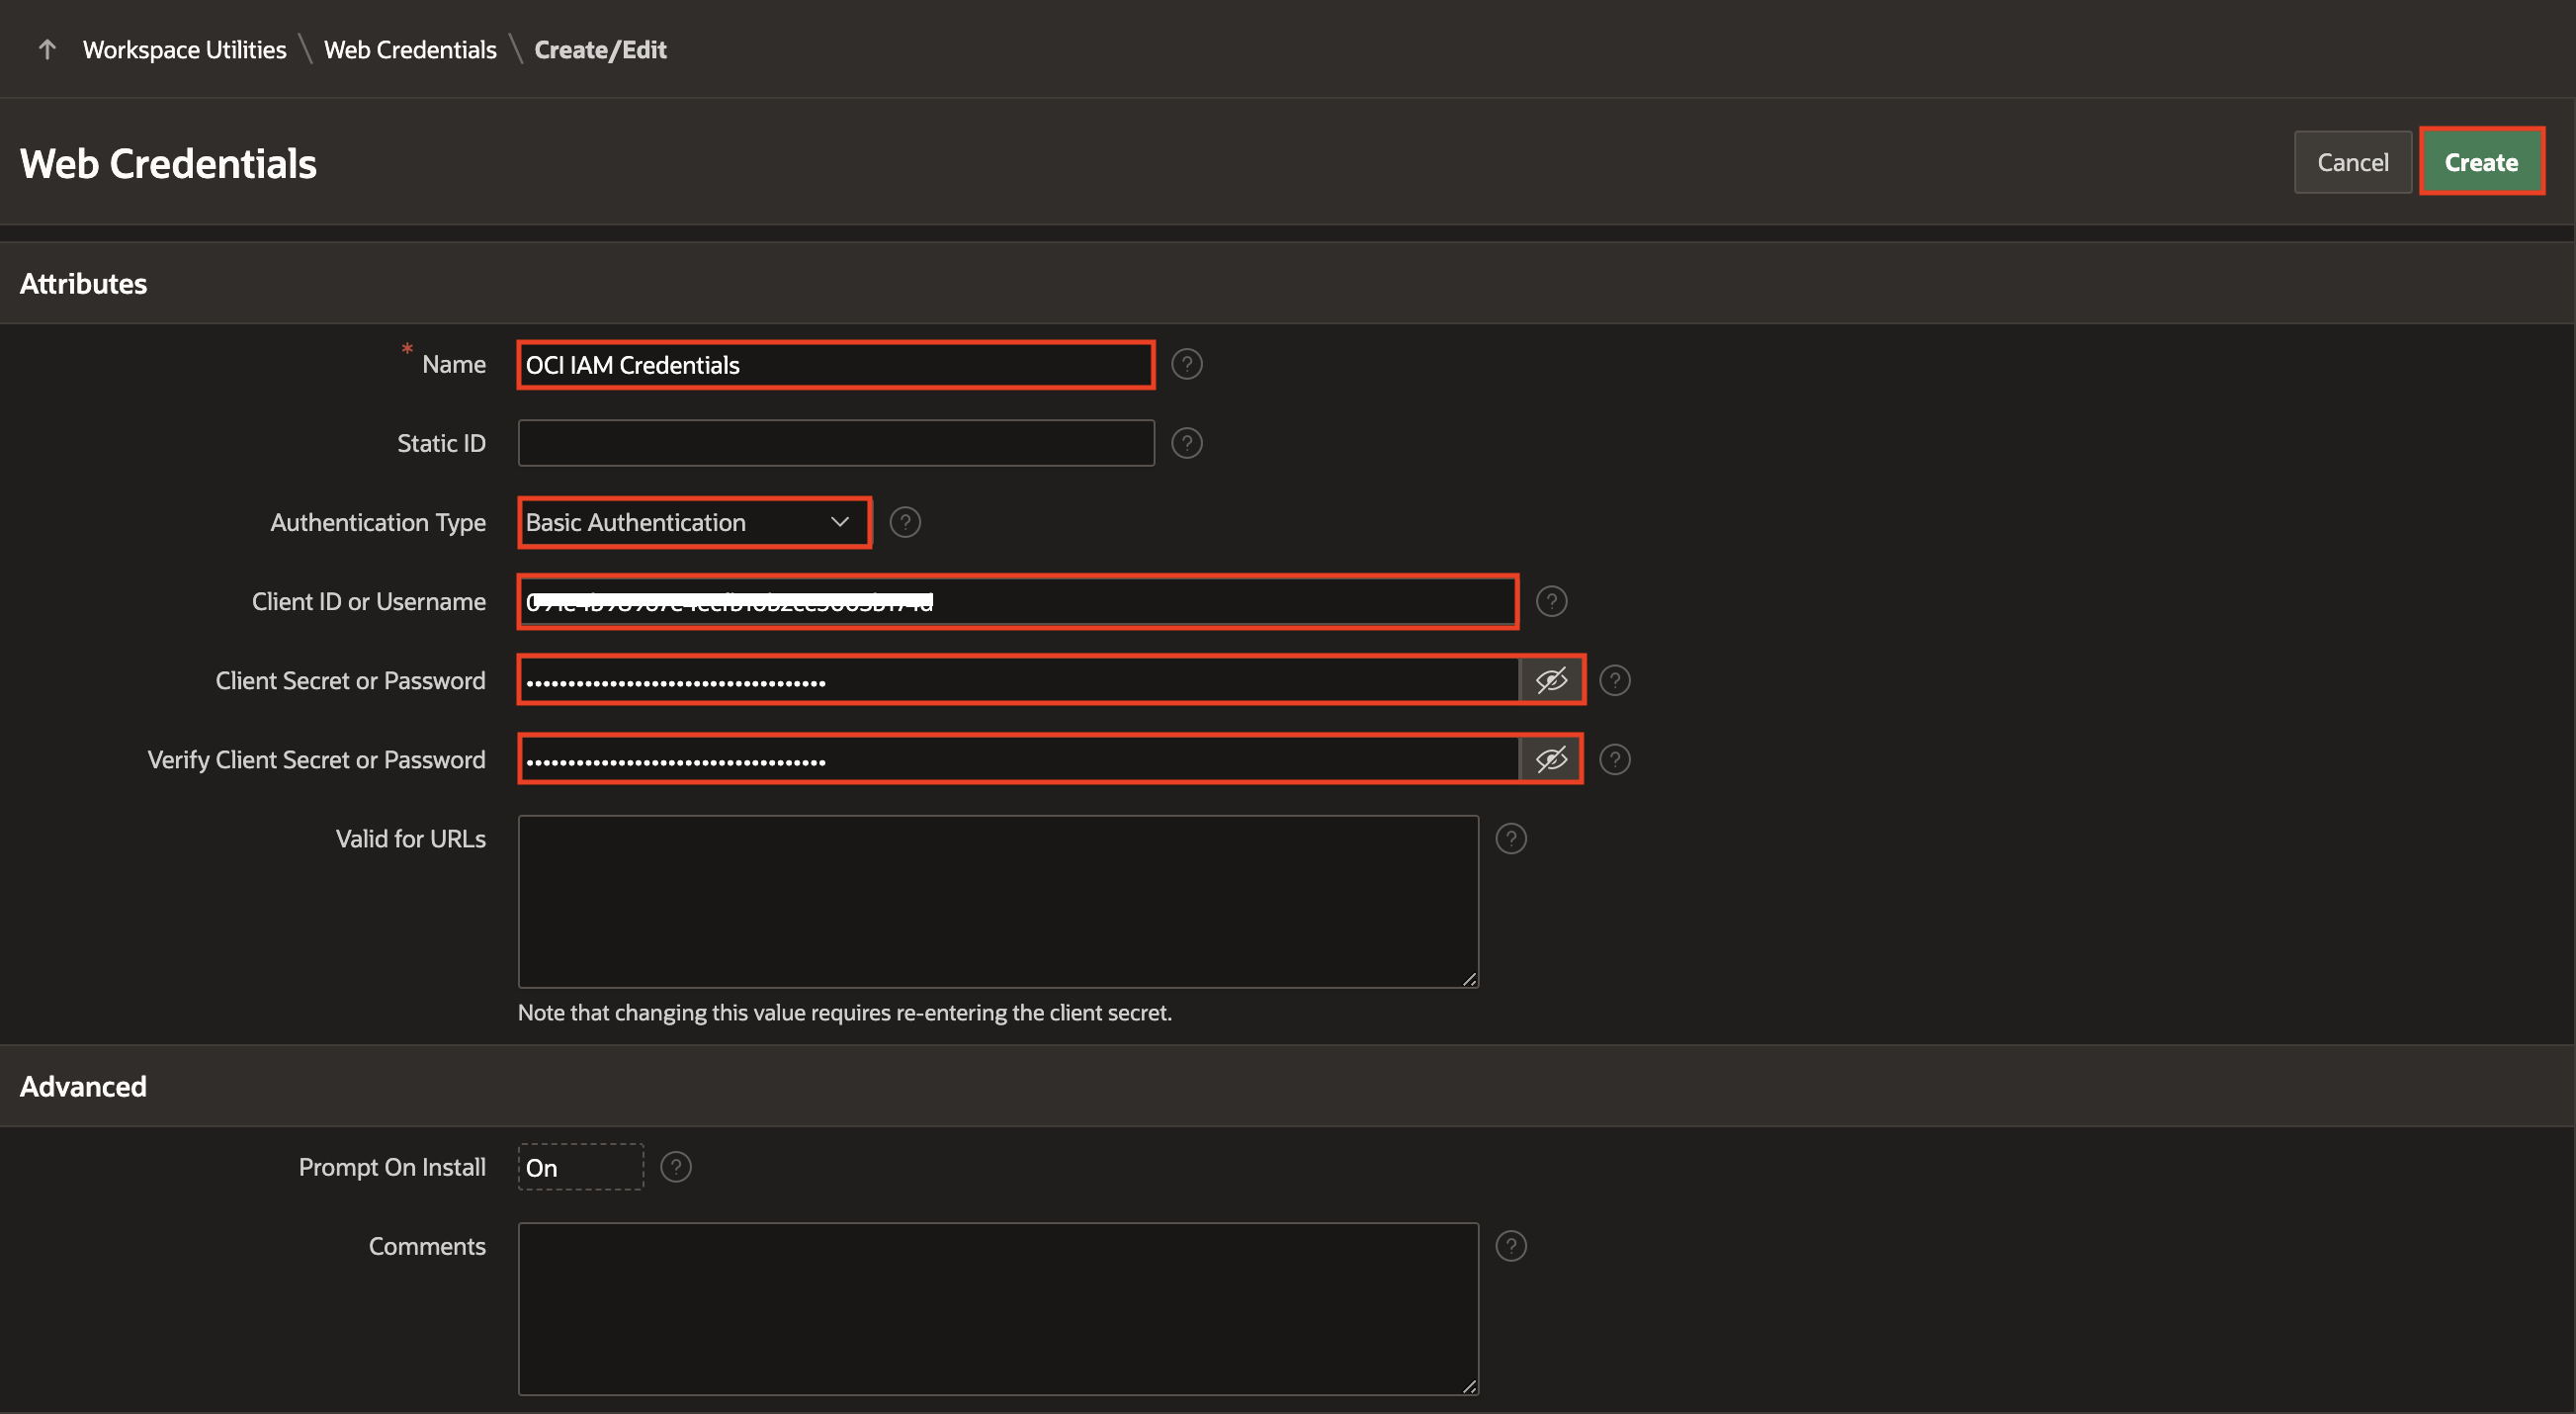 Workspace Utilities \ Web Credentials \ Create/Edit
Web Credentials
Cancel
Create
Attributes
* Name
OCI IAM Credentials
Static ID
Authentication Type
Basic Authentication
Client ID or Username
Client Secret or Password
Verify Client Secret or Password
Valid for URLs
Note that changing this value requires re-entering the client secret.
Advanced
Prompt On Install
On
Comments